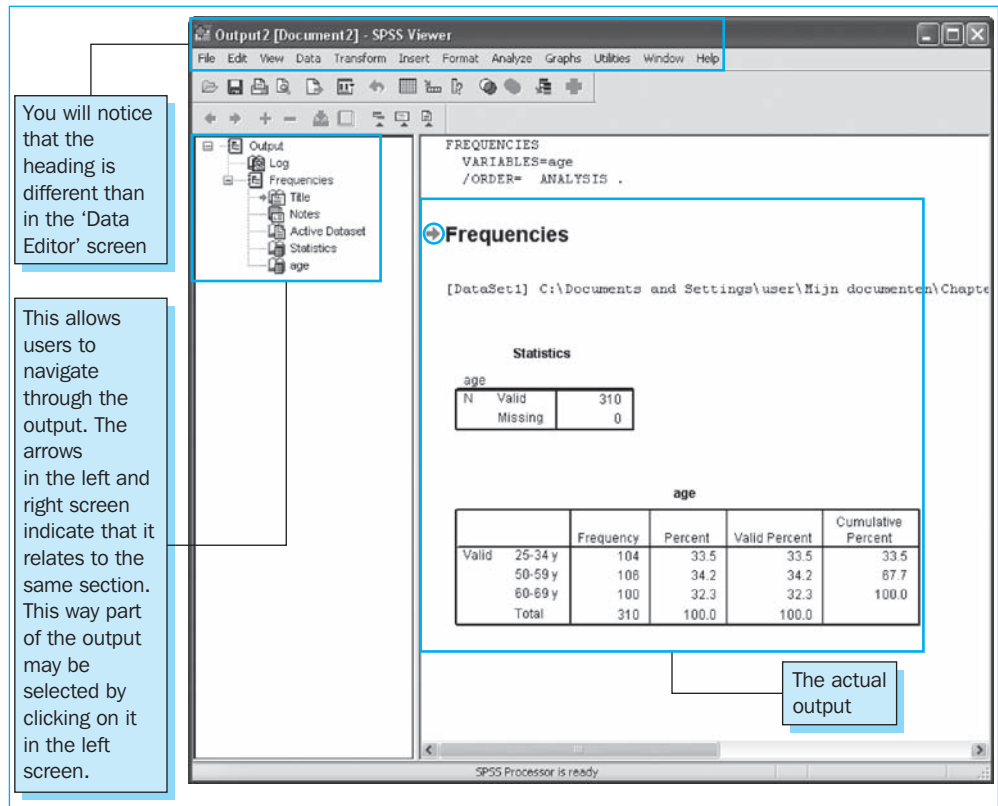 Output2 [Document2] - SPSS Viewer
File Edit View Data Transform Insert Format Analyze Graphs Utilities Window Help
You will notice
that the
heading is
different than
in the ‘Data
Editor’ screen
This allows
users to
navigate
through the
output. The
arrows
in the left and
right screen
indicate that it
relates to the
same section.
This way part
of the output
may be
selected by
clicking on it
in the left
screen.
Output
Log
Frequencies
Title
Notes
Active Dataset
Statistics
age
FREQUENCIES
VARIABLES=age
/ORDER= ANALYSIS .
Frequencies
[DataSet1] C:\Documents and Settings\user\Mijn documenten\Chapte
Statistics
age
N Valid 310
Missing 0
age
Frequency Percent Valid Percent Cumulative Percent
Valid 25-34 y 104 33.5 33.5 33.5
50-59 y 106 34.2 34.2 67.7
60-69 y 100 32.3 32.3 100.0
Total 310 100.0 100.0
The actual
output
SPSS Processor is ready